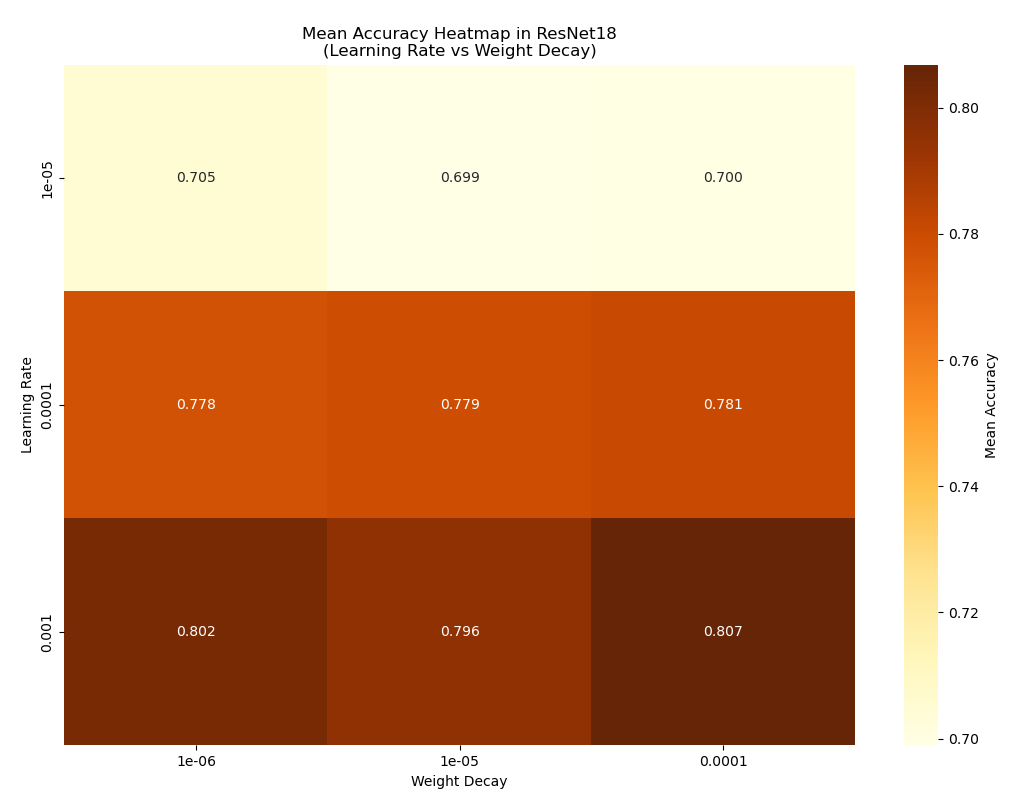 Mean Accuracy Heatmap in ResNet18
(Learning Rate vs Weight Decay)
Learning Rate
1e-05
0.705 0.699 0.700
0.0001
0.778 0.779 0.781
0.001
0.802 0.796 0.807
1e-06 1e-05 0.0001
Weight Decay
0.80
0.78
0.76
0.74
0.72
0.70
Mean Accuracy